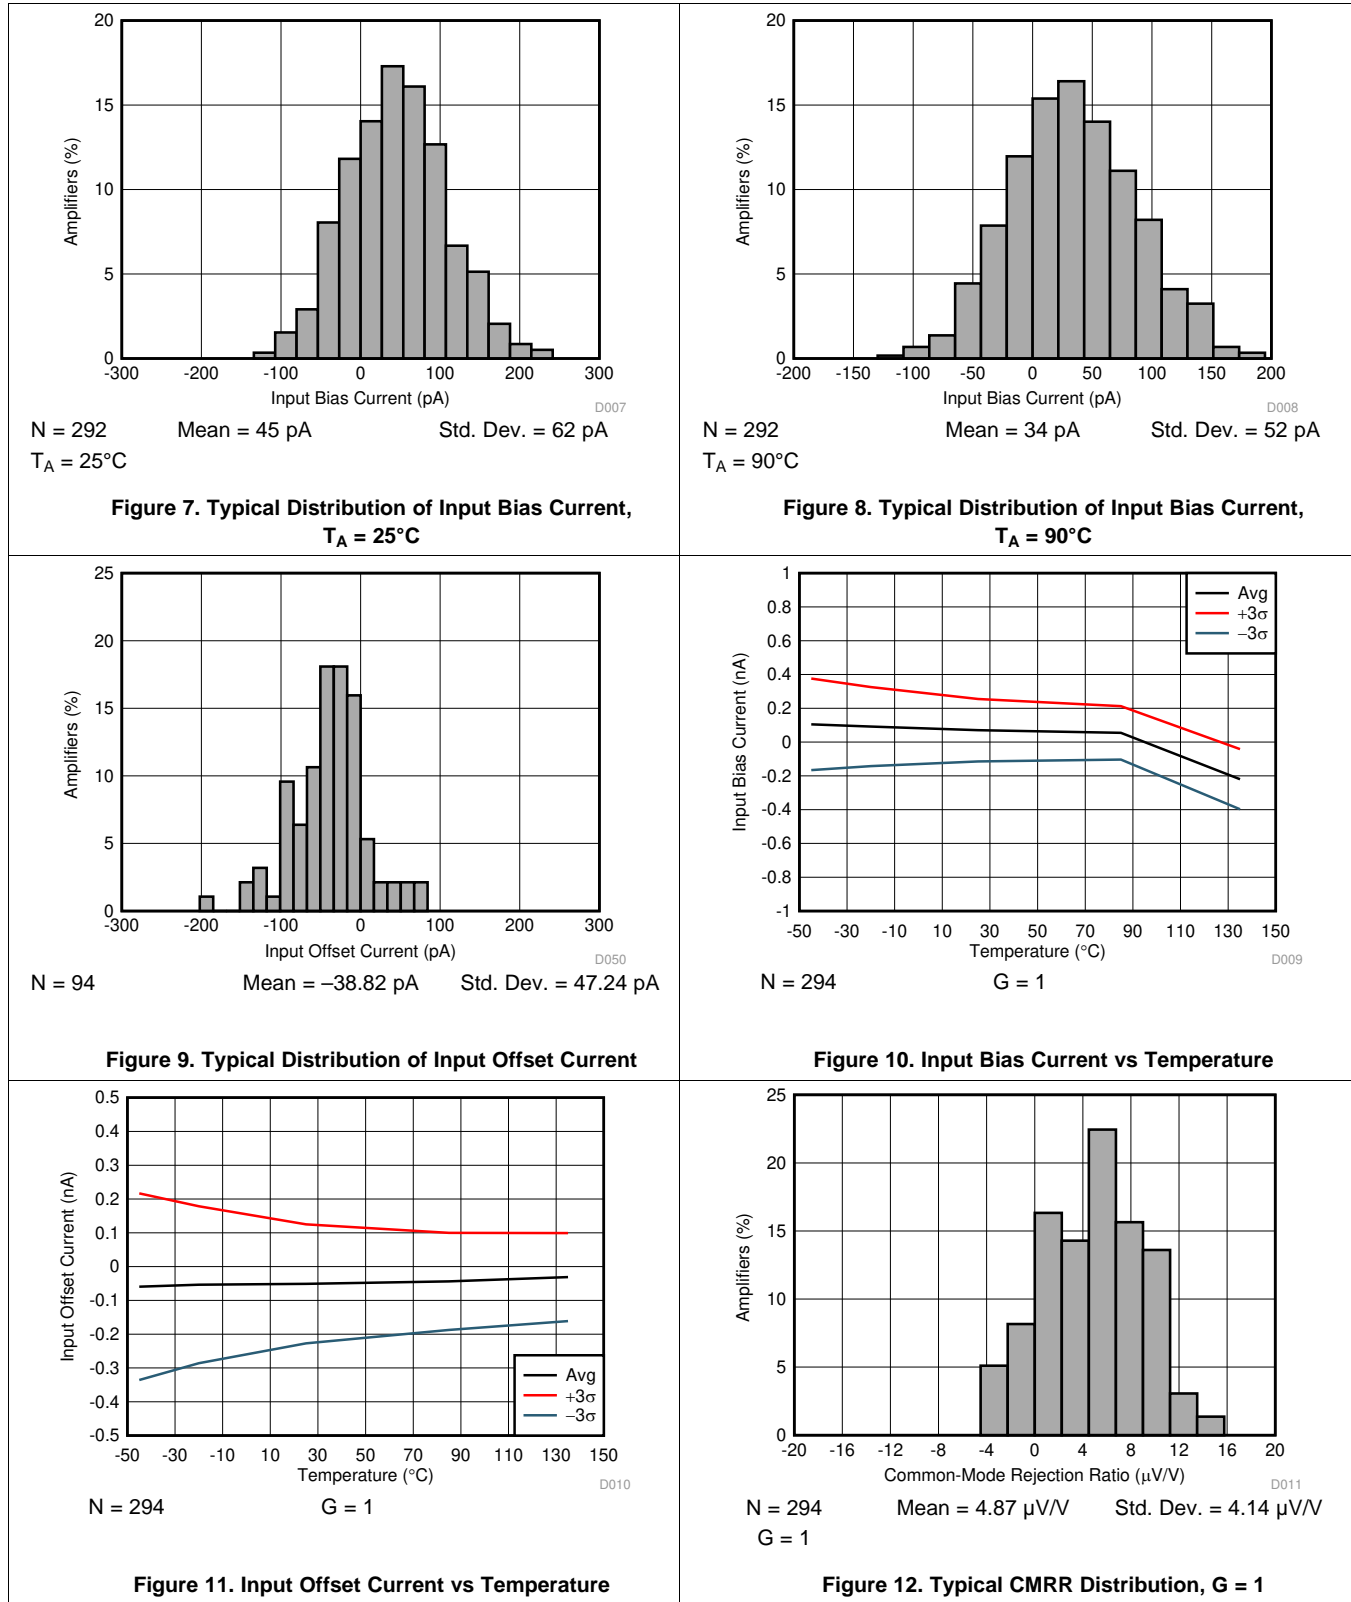 20
15
10
5
0
Amplifiers (%)
-300 -200 -100 0 100 200 300
Input Bias Current (pA)
D007
N = 292 Mean = 45 pA Std. Dev. = 62 pA
TA = 25°C
Figure 7. Typical Distribution of Input Bias Current,
TA = 25°C
20
15
10
5
0
Amplifiers (%)
-200 -150 -100 -50 0 50 100 150 200
Input Bias Current (pA)
D008
N = 292 Mean = 34 pA Std. Dev. = 52 pA
TA = 90°C
Figure 8. Typical Distribution of Input Bias Current,
TA = 90°C
25
20
15
10
5
0
Amplifiers (%)
-300 -200 -100 0 100 200 300
Input Offset Current (pA)
D050
N = 94 Mean = –38.82 pA Std. Dev. = 47.24 pA
Figure 9. Typical Distribution of Input Offset Current
1
0.8
0.6
0.4
0.2
0
-0.2
-0.4
-0.6
-0.8
-1
Input Bias Current (nA)
Avg
+3σ
–3σ
-50 -30 -10 10 30 50 70 90 110 130 150
Temperature (°C)
D009
N = 294 G = 1
Figure 10. Input Bias Current vs Temperature
0.5
0.4
0.3
0.2
0.1
0
-0.1
-0.2
-0.3
-0.4
-0.5
Input Offset Current (nA)
Avg
+3σ
–3σ
-50 -30 -10 10 30 50 70 90 110 130 150
Temperature (°C)
D010
N = 294 G = 1
Figure 11. Input Offset Current vs Temperature
25
20
15
10
5
0
Amplifiers (%)
-20 -16 -12 -8 -4 0 4 8 12 16 20
Common-Mode Rejection Ratio (µV/V)
D011
N = 294 Mean = 4.87 µV/V Std. Dev. = 4.14 µV/V
G = 1
Figure 12. Typical CMRR Distribution, G = 1